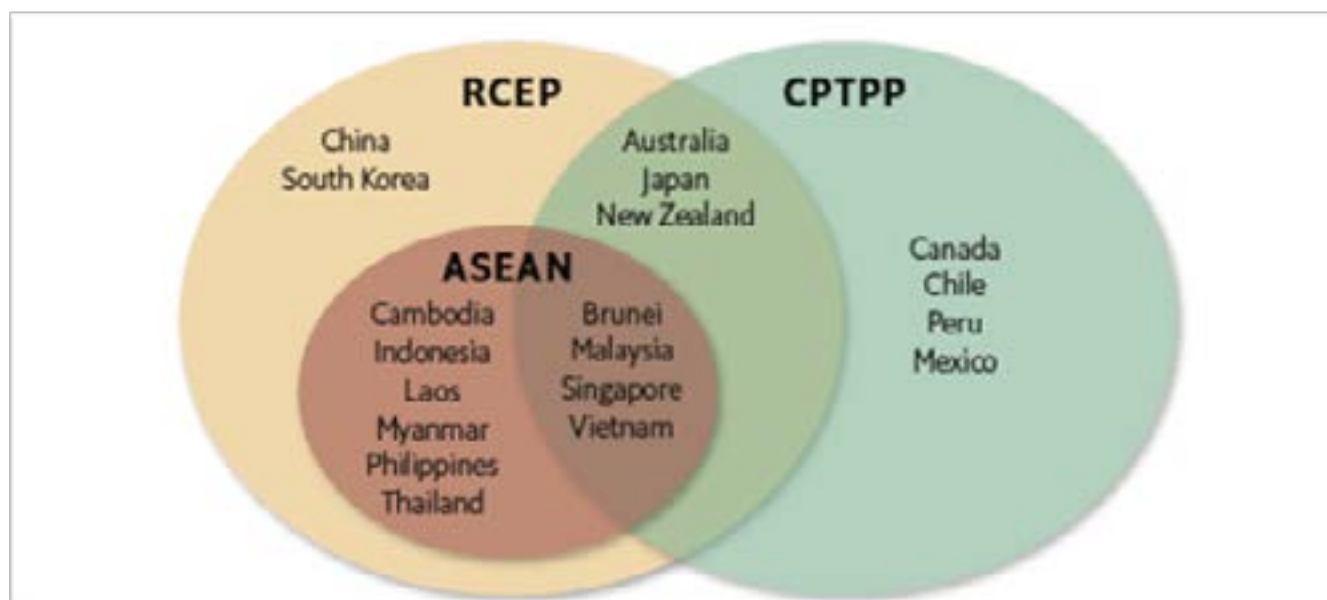 RCEP
CPTPP
China
South Korea
Australia
Japan
New Zealand
ASEAN
Cambodia
Indonesia
Laos
Myanmar
Philippines
Thailand
Brunei
Malaysia
Singapore
Vietnam
Canada
Chile
Peru
Mexico